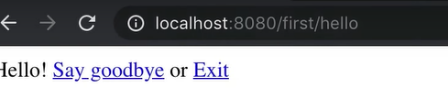 localhost:8080/first/hello
Hello! Say goodbye or Exit